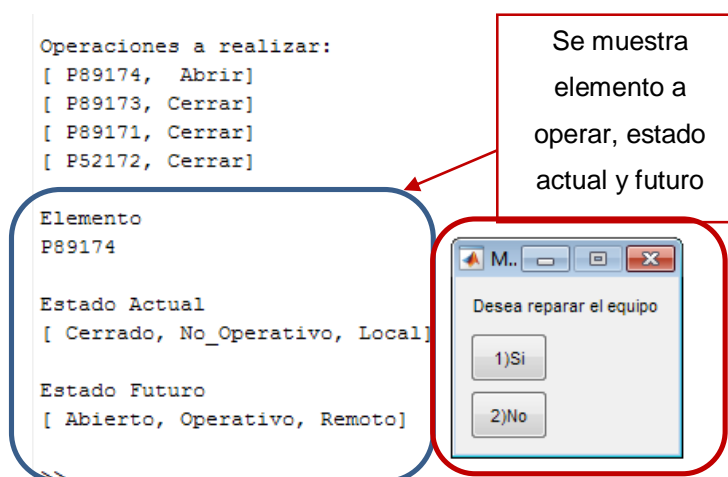 Operaciones a realizar:
[ P89174,  Abrir]
[ P89173, Cerrar]
[ P89171, Cerrar]
[ P52172, Cerrar]
Elemento
P89174
Estado Actual
[ Cerrado, No_Operativo, Local]
Estado Futuro
[ Abierto, Operativo, Remoto]
>>
Se muestra
elemento a
operar, estado
actual y futuro
M..
Desea reparar el equipo
1)Si
2)No